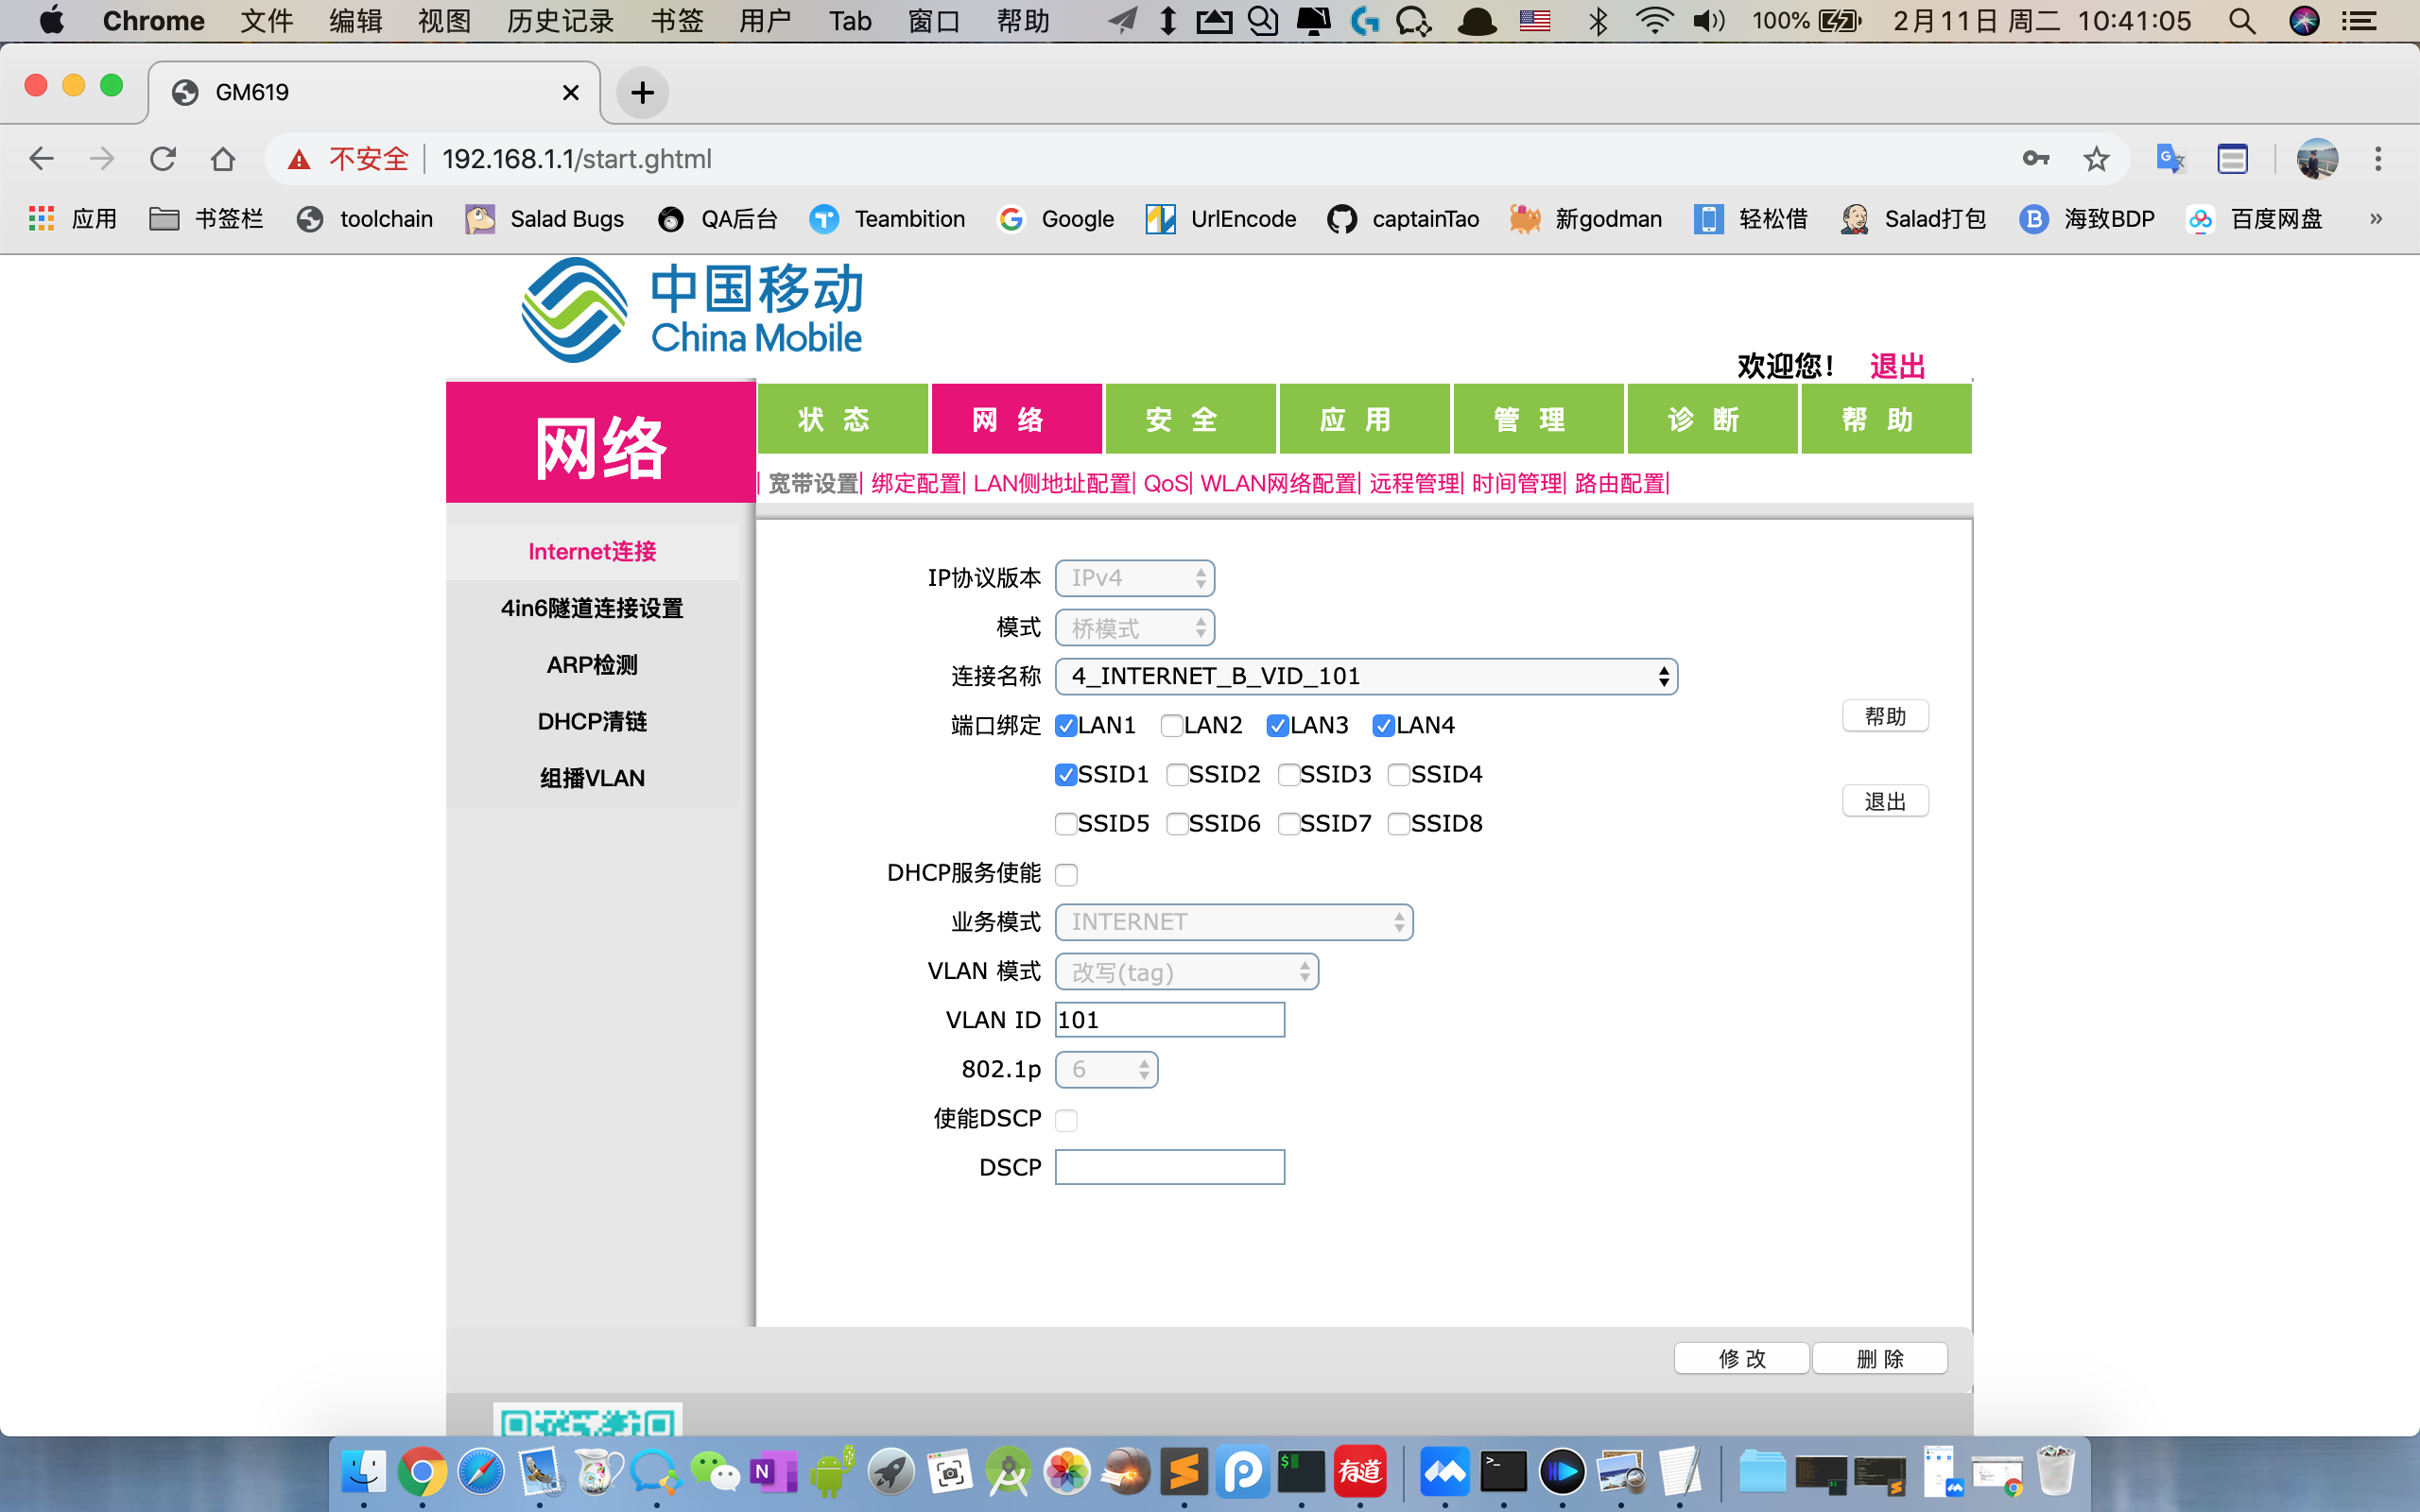 Chrome 文件 编辑 视图 历史记录 书签 用户 Tab 窗口 帮助 100% 2月11日 周二 10:41:05
GM619
不安全 192.168.1.1/start.ghtml
应用 书签栏 toolchain Salad Bugs QA后台 Teambition Google UrlEncode captainTao 新godman 轻松借 Salad打包 海致BDP 百度网盘 »
中国移动
China Mobile
欢迎您! 退出
网络
状态 网络 安全 应用 管理 诊断 帮助
| 宽带设置| 绑定配置| LAN侧地址配置| QoS| WLAN网络配置| 远程管理| 时间管理| 路由配置|
Internet连接
4in6隧道连接设置
ARP检测
DHCP清链
组播VLAN
IP协议版本 IPv4
模式 桥模式
连接名称 4_INTERNET_B_VID_101
端口绑定 LAN1 LAN2 LAN3 LAN4
SSID1 SSID2 SSID3 SSID4
SSID5 SSID6 SSID7 SSID8
DHCP服务使能
业务模式 INTERNET
VLAN 模式 改写(tag)
VLAN ID 101
802.1p 6
使能DSCP
DSCP
帮助
退出
修 改 删 除
有道